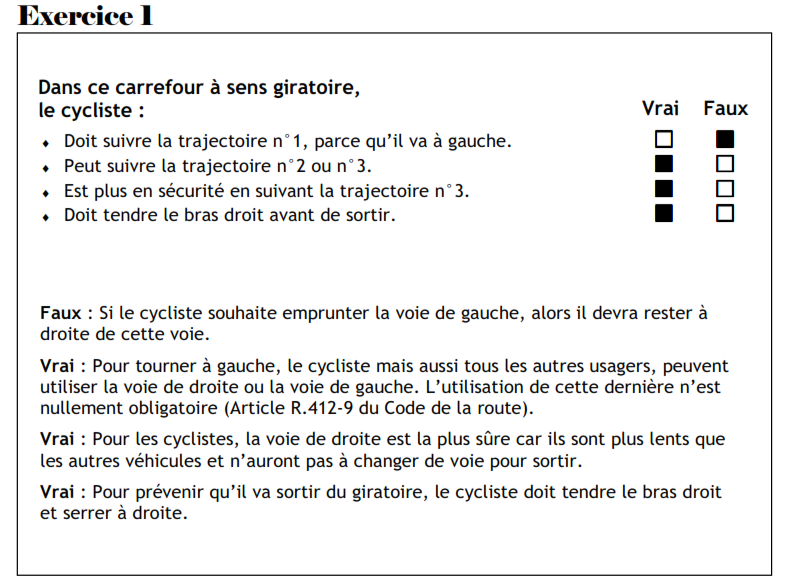 Exercice 1
Dans ce carrefour à sens giratoire,
le cycliste :
Vrai Faux
♦ Doit suivre la trajectoire n°1, parce qu'il va à gauche. □ ■
♦ Peut suivre la trajectoire n°2 ou n°3. ■ □
♦ Est plus en sécurité en suivant la trajectoire n°3. ■ □
♦ Doit tendre le bras droit avant de sortir. ■ □
Faux : Si le cycliste souhaite emprunter la voie de gauche, alors il devra rester à
droite de cette voie.
Vrai : Pour tourner à gauche, le cycliste mais aussi tous les autres usagers, peuvent
utiliser la voie de droite ou la voie de gauche. L'utilisation de cette dernière n'est
nullement obligatoire (Article R.412-9 du Code de la route).
Vrai : Pour les cyclistes, la voie de droite est la plus sûre car ils sont plus lents que
les autres véhicules et n'auront pas à changer de voie pour sortir.
Vrai : Pour prévenir qu'il va sortir du giratoire, le cycliste doit tendre le bras droit
et serrer à droite.